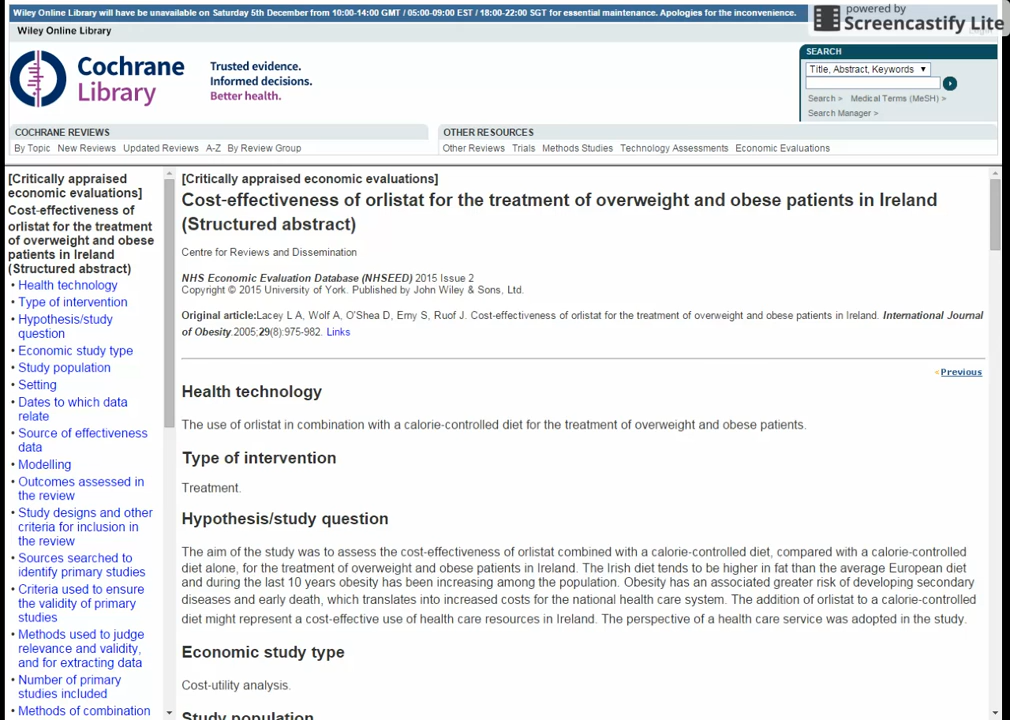 Wiley Online Library will have be unavailable on Saturday 5th December from 10:00-14:00 GMT / 05:00-09:00 EST / 18:00-22:00 SGT for essential maintenance. Apologies for the inconvenience.
powered by
Screencastify Lite
Wiley Online Library
Cochrane
Library
Trusted evidence.
Informed decisions.
Better health.
SEARCH
Title, Abstract, Keywords ▼
Search > Medical Terms (MeSH) >
Search Manager >
COCHRANE REVIEWS
By Topic New Reviews Updated Reviews A-Z By Review Group
OTHER RESOURCES
Other Reviews Trials Methods Studies Technology Assessments Economic Evaluations
[Critically appraised
economic evaluations]
Cost-effectiveness of
orlistat for the treatment
of overweight and obese
patients in Ireland
(Structured abstract)
• Health technology
• Type of intervention
• Hypothesis/study
question
• Economic study type
• Study population
• Setting
• Dates to which data
relate
• Source of effectiveness
data
• Modelling
• Outcomes assessed in
the review
• Study designs and other
criteria for inclusion in
the review
• Sources searched to
identify primary studies
• Criteria used to ensure
the validity of primary
studies
• Methods used to judge
relevance and validity,
and for extracting data
• Number of primary
studies included
• Methods of combination
[Critically appraised economic evaluations]
Cost-effectiveness of orlistat for the treatment of overweight and obese patients in Ireland
(Structured abstract)
Centre for Reviews and Dissemination
NHS Economic Evaluation Database (NHSEED) 2015 Issue 2
Copyright © 2015 University of York. Published by John Wiley & Sons, Ltd.
Original article:Lacey L A, Wolf A, O'Shea D, Erny S, Ruof J. Cost-effectiveness of orlistat for the treatment of overweight and obese patients in Ireland. International Journal
of Obesity.2005;29(8):975-982. Links
<Previous
Health technology
The use of orlistat in combination with a calorie-controlled diet for the treatment of overweight and obese patients.
Type of intervention
Treatment.
Hypothesis/study question
The aim of the study was to assess the cost-effectiveness of orlistat combined with a calorie-controlled diet, compared with a calorie-controlled
diet alone, for the treatment of overweight and obese patients in Ireland. The Irish diet tends to be higher in fat than the average European diet
and during the last 10 years obesity has been increasing among the population. Obesity has an associated greater risk of developing secondary
diseases and early death, which translates into increased costs for the national health care system. The addition of orlistat to a calorie-controlled
diet might represent a cost-effective use of health care resources in Ireland. The perspective of a health care service was adopted in the study.
Economic study type
Cost-utility analysis.
Study population